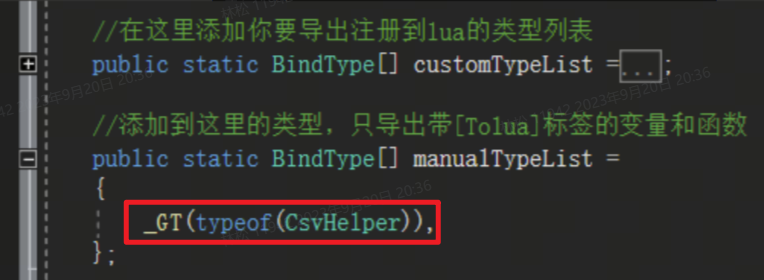 //在这里添加你要导出注册到lua的类型列表
public static BindType[] customTypeList =...;
//添加到这里的类型，只导出带[Tolua]标签的变量和函数
public static BindType[] manualTypeList =
{
_GT(typeof(CsvHelper)),
};